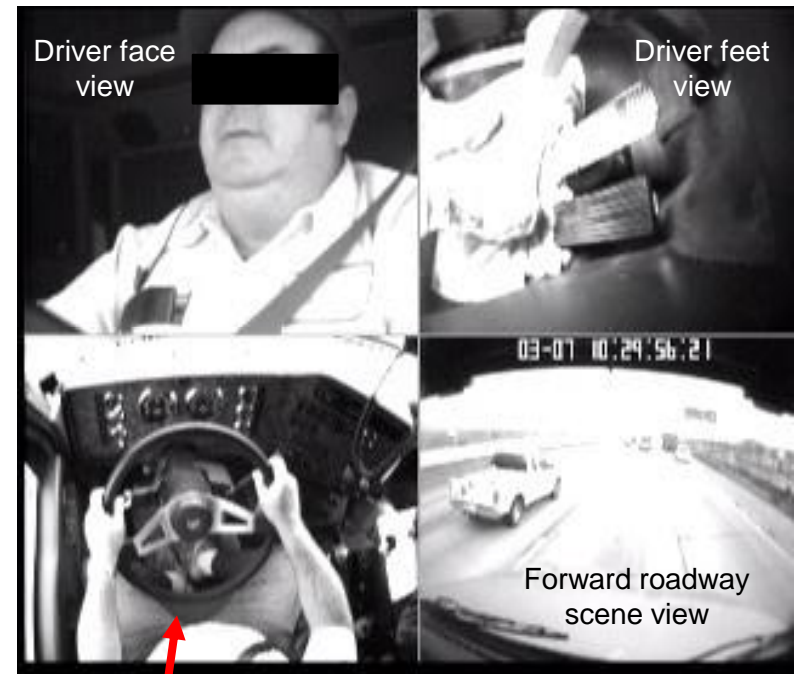 Driver face
view
Driver feet
view
03-07 10:29:56:21
Forward roadway
scene view